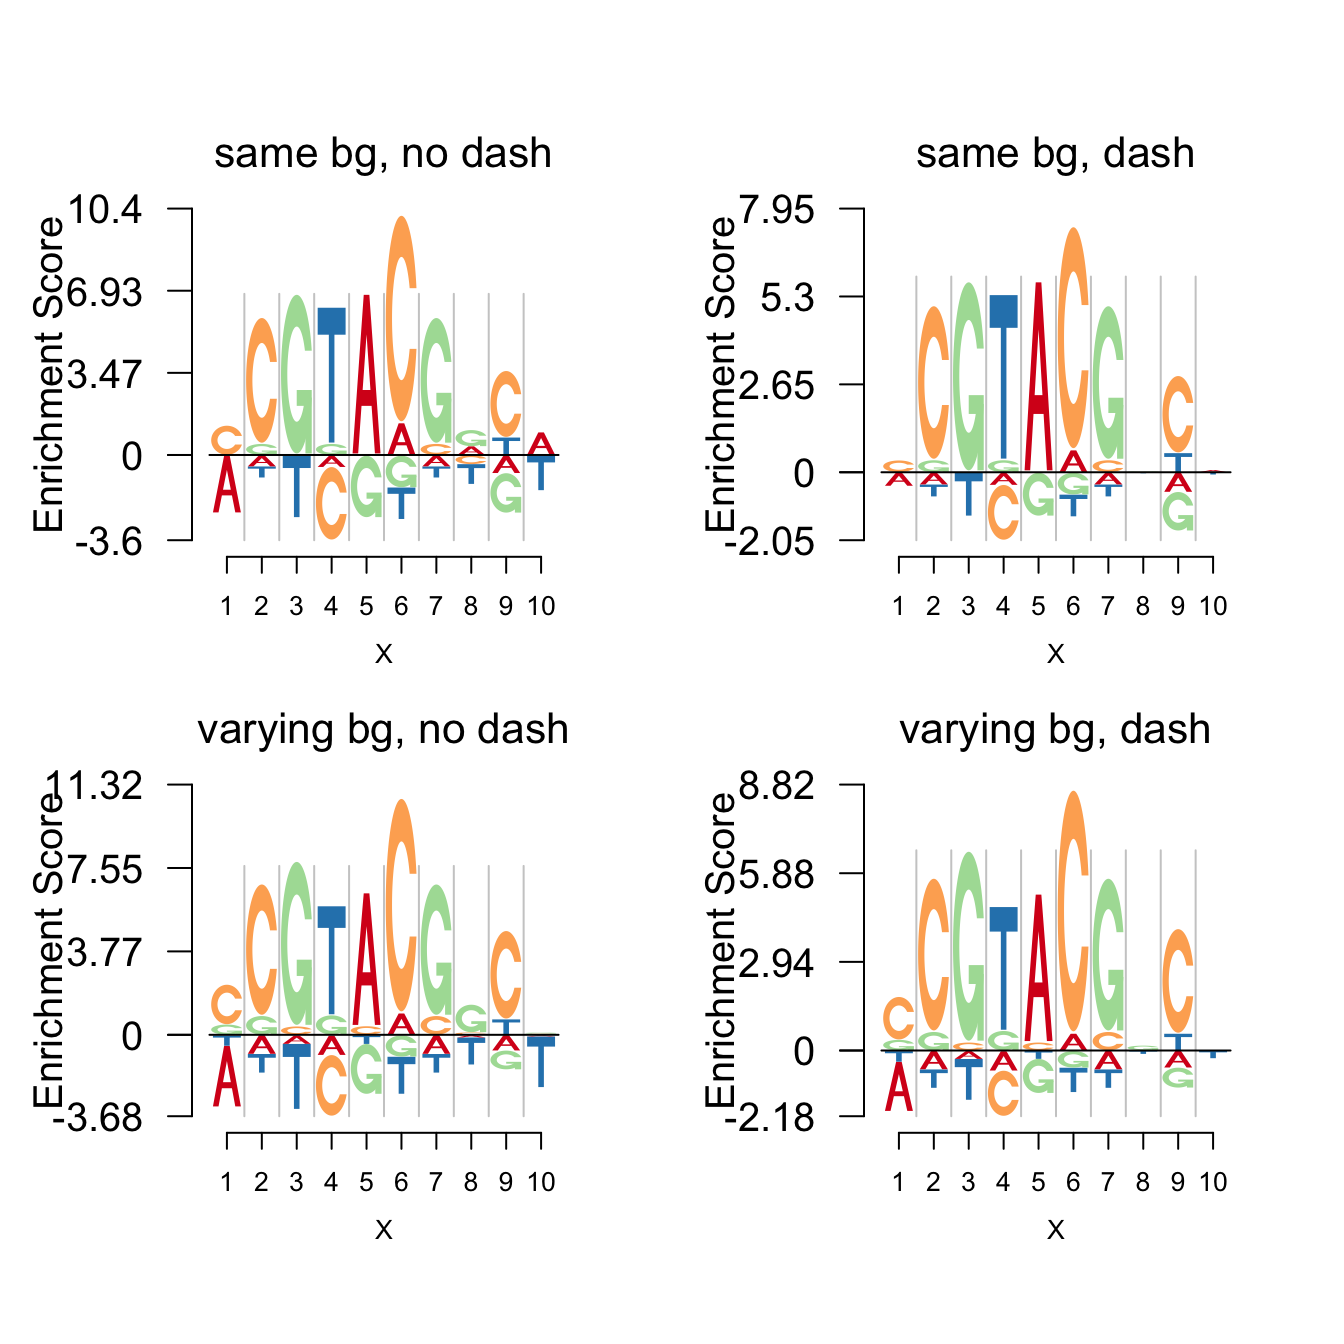 same bg, no dash
Enrichment Score
10.4
6.93
3.47
0
-3.6
C A
C G A T
G T
T G A C
A G
C A G T
G C A T
G A C T
C T A G
A T
1 2 3 4 5 6 7 8 9 10
X
same bg, dash
Enrichment Score
7.95
5.3
2.65
0
-2.05
C A
C G A T
G T
T G A C
A G
C A G T
G C A T
C T A G
1 2 3 4 5 6 7 8 9 10
X
varying bg, no dash
Enrichment Score
11.32
7.55
3.77
0
-3.68
C G T A
C G A T
G C A T
T G A C
A C T G
C A G T
G C A T
G A T
C T A G
T
1 2 3 4 5 6 7 8 9 10
X
varying bg, dash
Enrichment Score
8.82
5.88
2.94
0
-2.18
C G T A
C G A T
G C A T
T G A C
A C T G
C A G T
G C A T
C T A G
1 2 3 4 5 6 7 8 9 10
X